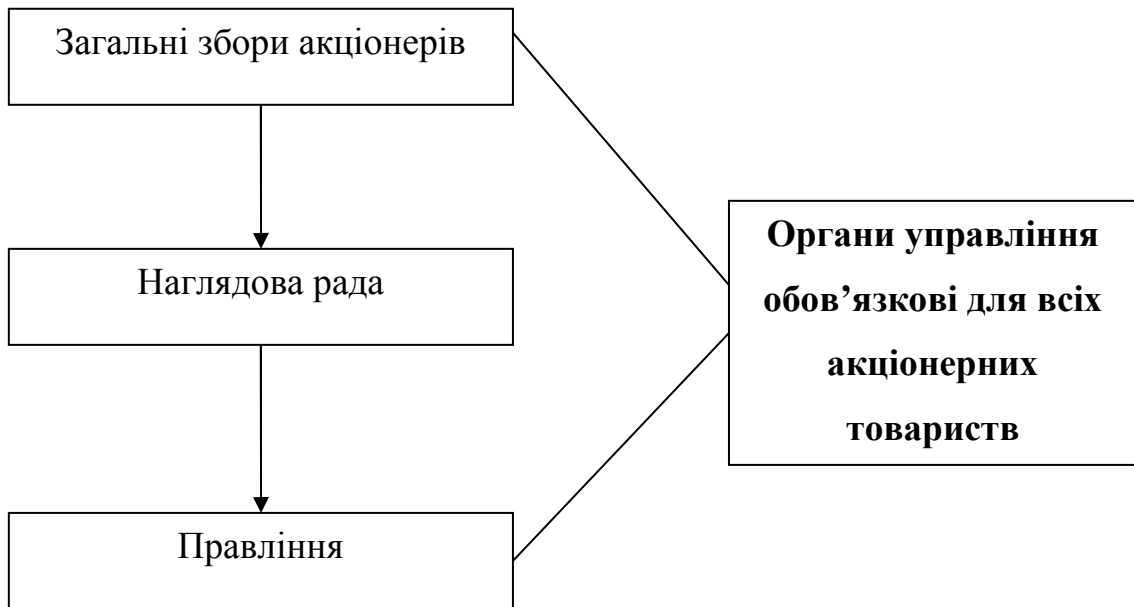 Загальні збори акціонерів
Наглядова рада
Правління
Органи управління
обов’язкові для всіх
акціонерних
товариств